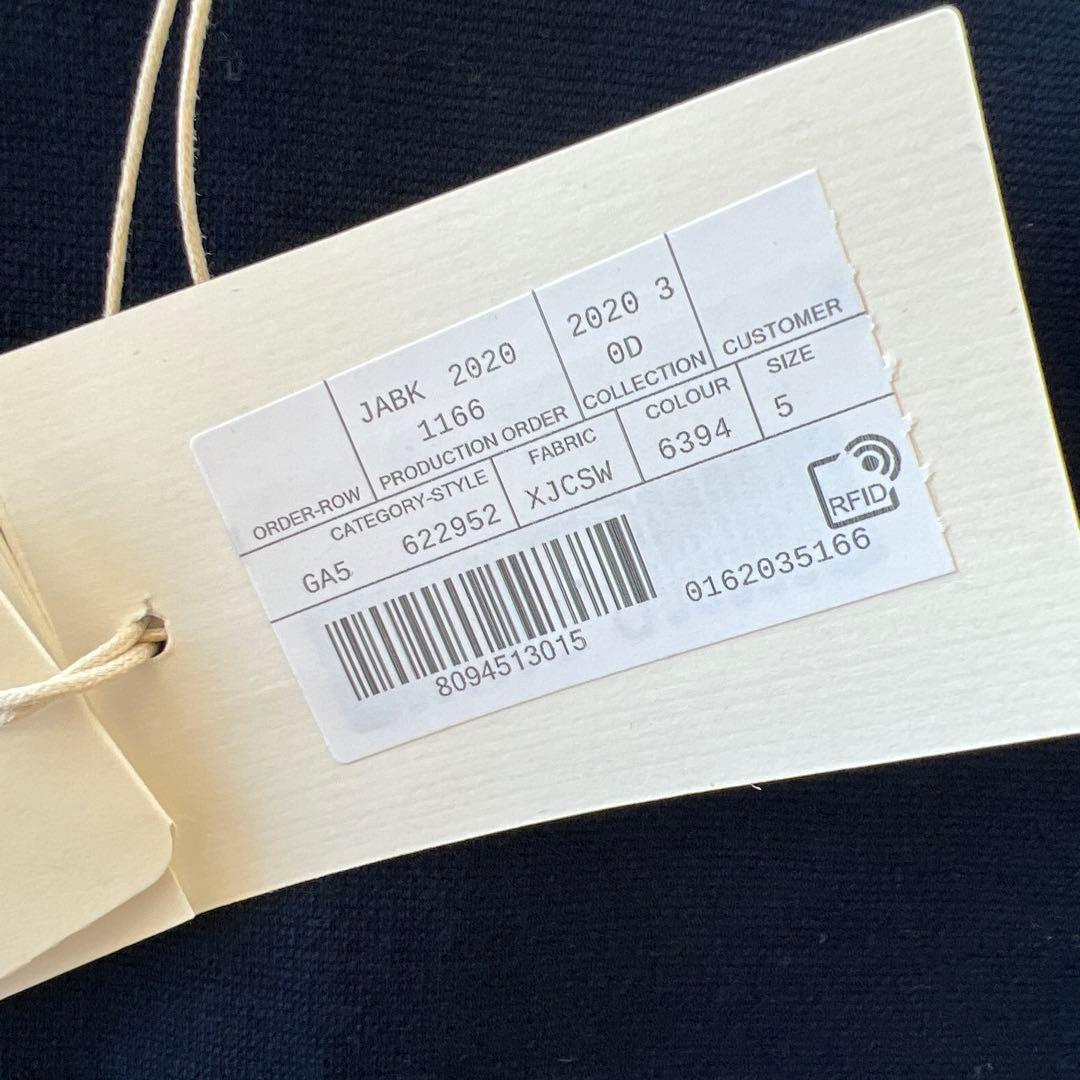 JABK 2020
1166
2020 3
0D
ORDER-ROW
PRODUCTION ORDER
COLLECTION
CUSTOMER
CATEGORY-STYLE
FABRIC
COLOUR
SIZE
GA5
622952
XJCSW
6394
5
RFID
8094513015
0162035166